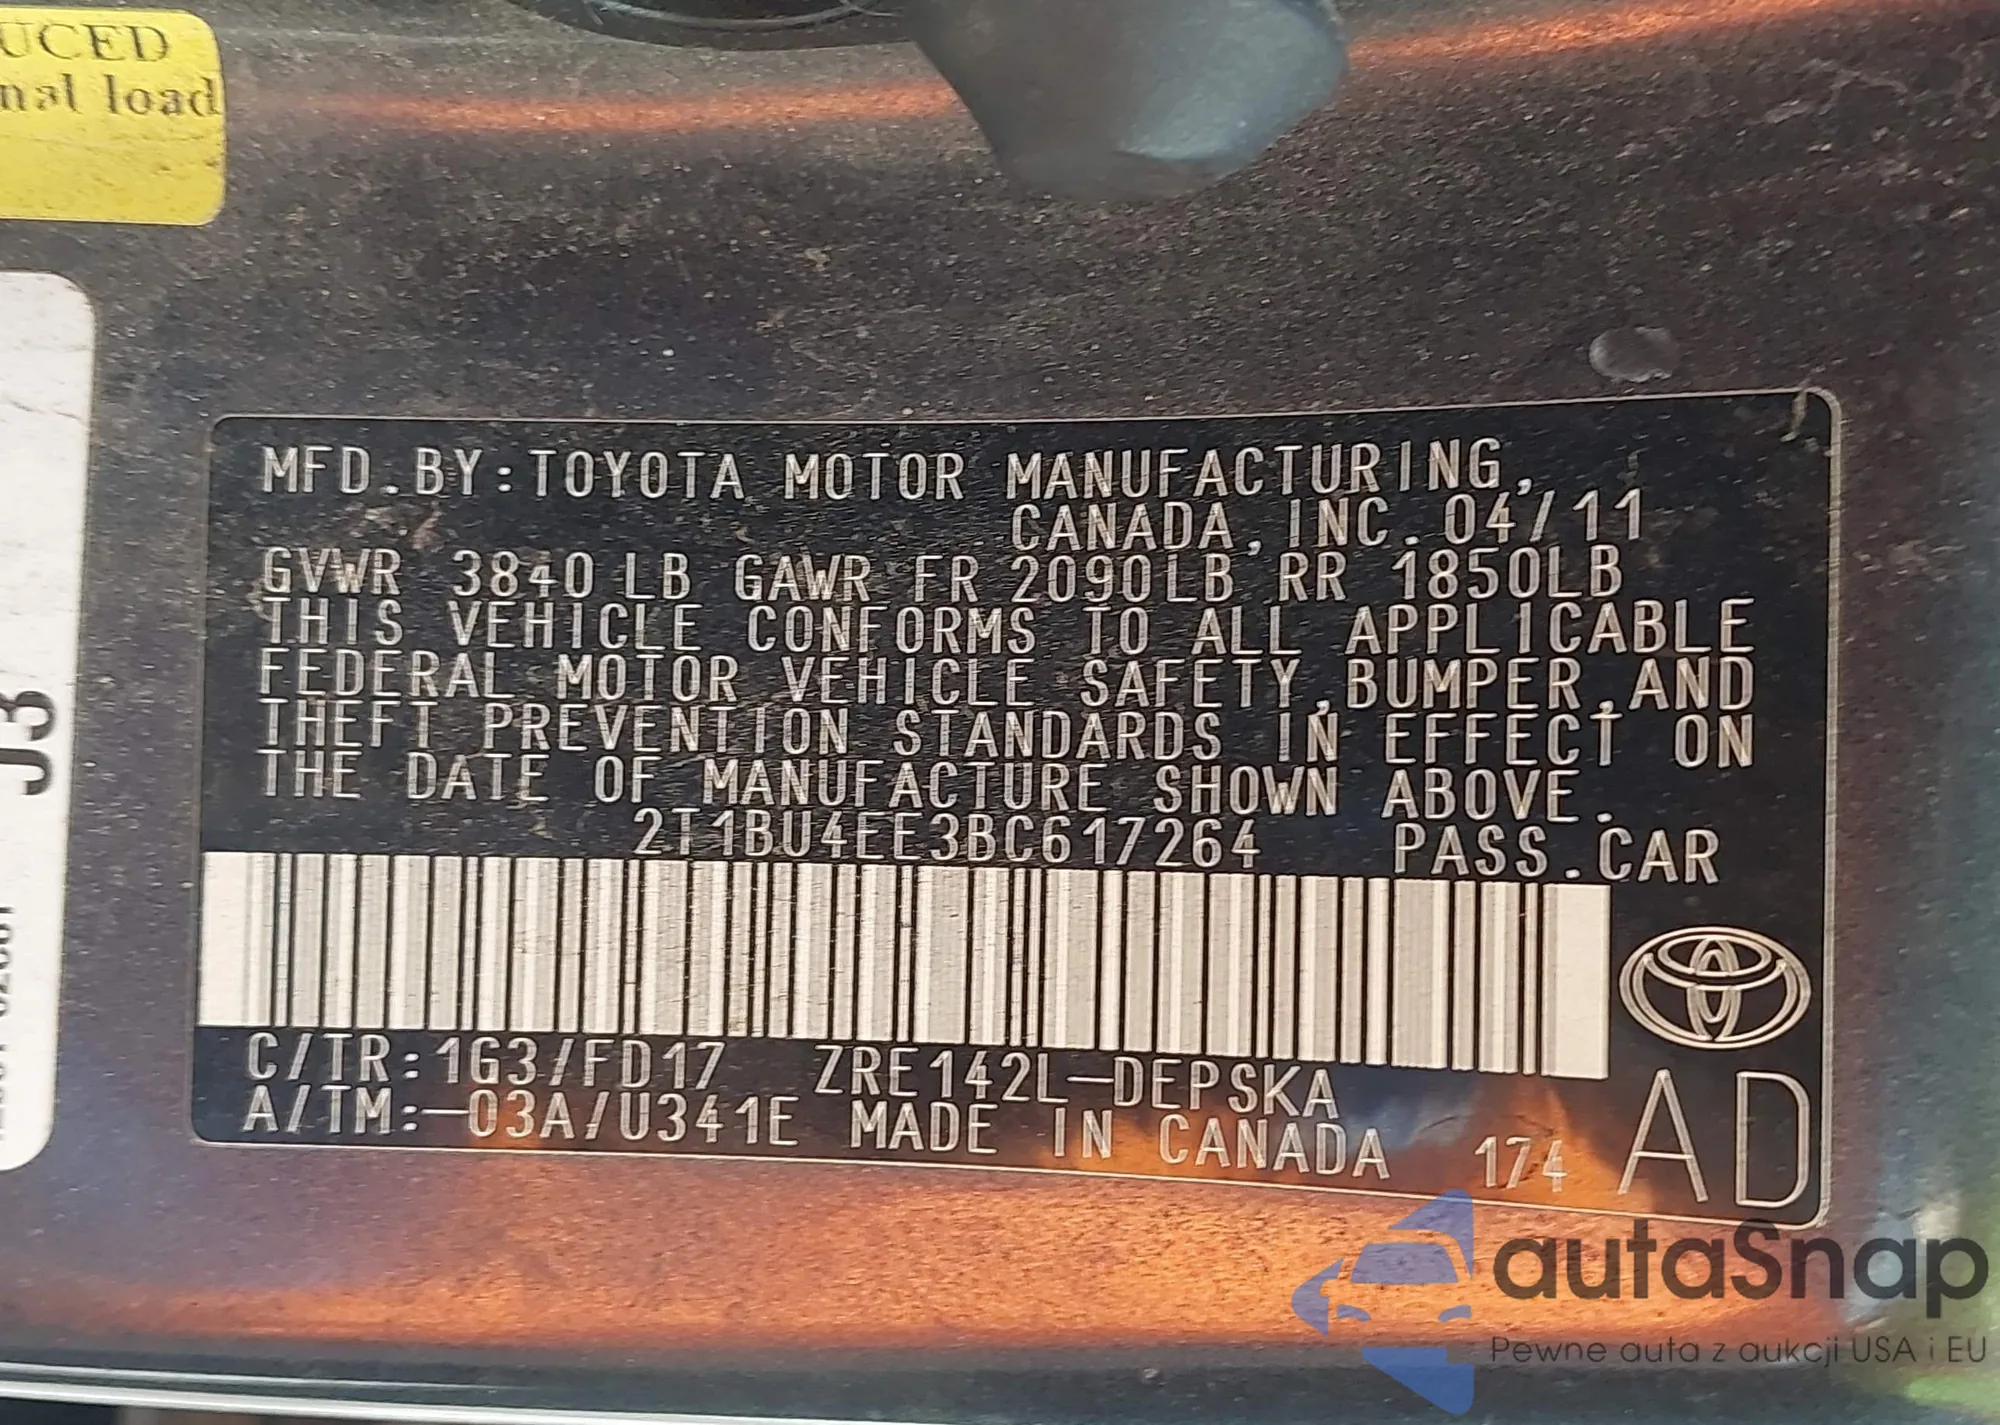 UCED
nal load
J3
MFD.BY:TOYOTA MOTOR MANUFACTURING,
CANADA,INC. 04/11
GVWR 3840 LB GAWR FR 2090LB RR 1850LB
THIS VEHICLE CONFORMS TO ALL APPLICABLE
FEDERAL MOTOR VEHICLE SAFETY,BUMPER,AND
THEFT PREVENTION STANDARDS IN EFFECT ON
THE DATE OF MANUFACTURE SHOWN ABOVE.
2T1BU4EE3BC617264 PASS.CAR
C/TR:1G3/FD17 ZRE142L-DEPSKA
A/TM:-03A/U341E MADE IN CANADA 174 AD
autaSnap
Pewne auta z aukcji USA i EU